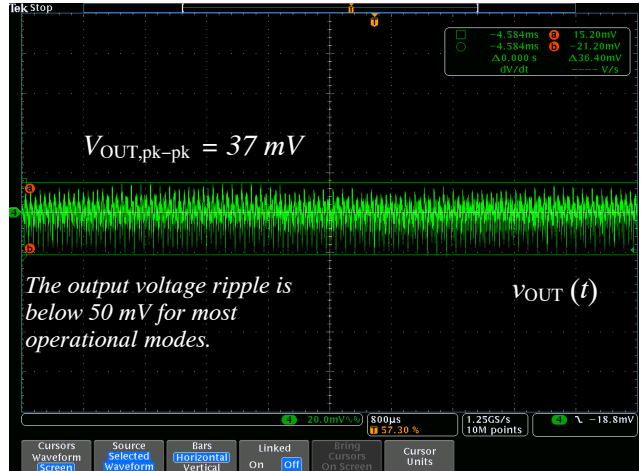 Tek Stop
-4.584ms a 15.20mV
-4.584ms b -21.20mV
Δ0.000 s Δ36.40mV
dV/dt ---- V/s
VOUT,pk-pk = 37 mV
a
4
b
The output voltage ripple is
below 50 mV for most
operational modes.
vOUT (t)
4 20.0mV 800μs 1.25GS/s 4 -18.8mV
T 57.30 % 10M points
Cursors Waveform Screen
Source Selected Waveform
Bars Horizontal Vertical
Linked On Off
Bring Cursors On Screen
Cursor Units